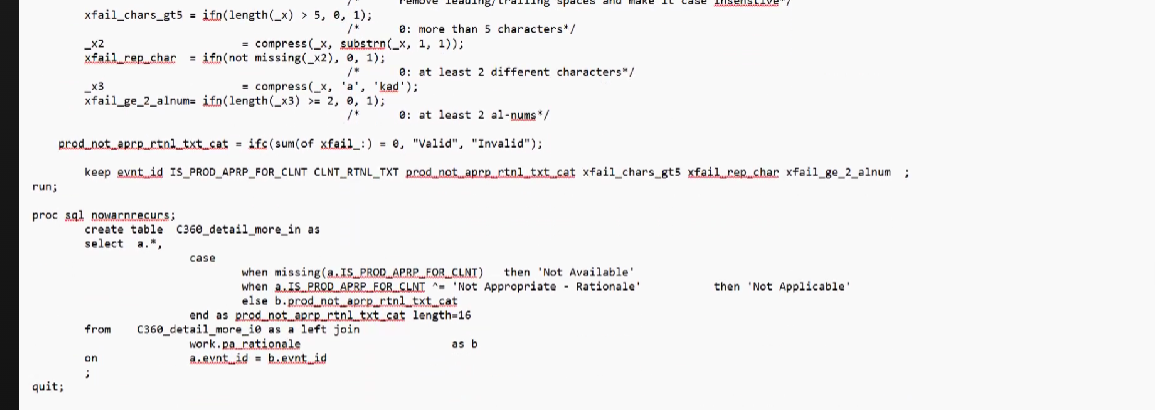 /* remove leading/trailing spaces and make it case insensitive*/
xfail_chars_gt5 = ifn(length(_x) > 5, 0, 1);
/* 0: more than 5 characters*/
_x2 = compress(_x, substrn(_x, 1, 1));
xfail_rep_char = ifn(not missing(_x2), 0, 1);
/* 0: at least 2 different characters*/
_x3 = compress(_x, 'a', 'kad');
xfail_ge_2_alnum= ifn(length(_x3) >= 2, 0, 1);
/* 0: at least 2 al-nums*/
prod_not_aprp_rtnl_txt_cat = ifc(sum(of xfail_:) = 0, "Valid", "Invalid");
keep evnt_id IS_PROD_APRP_FOR_CLNT CLNT_RTNL_TXT prod_not_aprp_rtnl_txt_cat xfail_chars_gt5 xfail_rep_char xfail_ge_2_alnum ;
run;
proc sql nowarnrecurs;
create table C360_detail_more_in as
select a.*,
case
when missing(a.IS_PROD_APRP_FOR_CLNT) then 'Not Available'
when a.IS_PROD_APRP_FOR_CLNT ^= 'Not Appropriate - Rationale' then 'Not Applicable'
else b.prod_not_aprp_rtnl_txt_cat
end as prod_not_aprp_rtnl_txt_cat length=16
from C360_detail_more_i0 as a left join
work.pa_rationale as b
on a.evnt_id = b.evnt_id
;
quit;